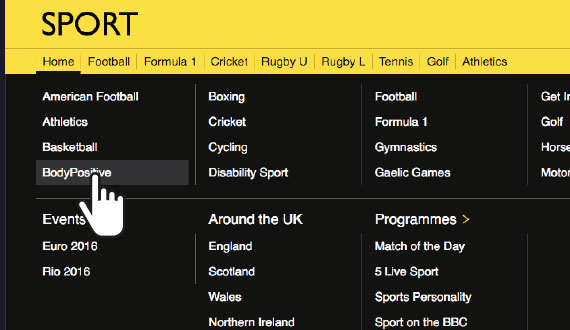 SPORT
Home Football Formula 1 Cricket Rugby U Rugby L Tennis Golf Athletics
American Football Boxing Football Get In
Athletics Cricket Formula 1 Golf
Basketball Cycling Gymnastics Horse
BodyPositive Disability Sport Gaelic Games Motor
Events Around the UK Programmes >
Euro 2016 England Match of the Day
Rio 2016 Scotland 5 Live Sport
Wales Sports Personality
Northern Ireland Sport on the BBC